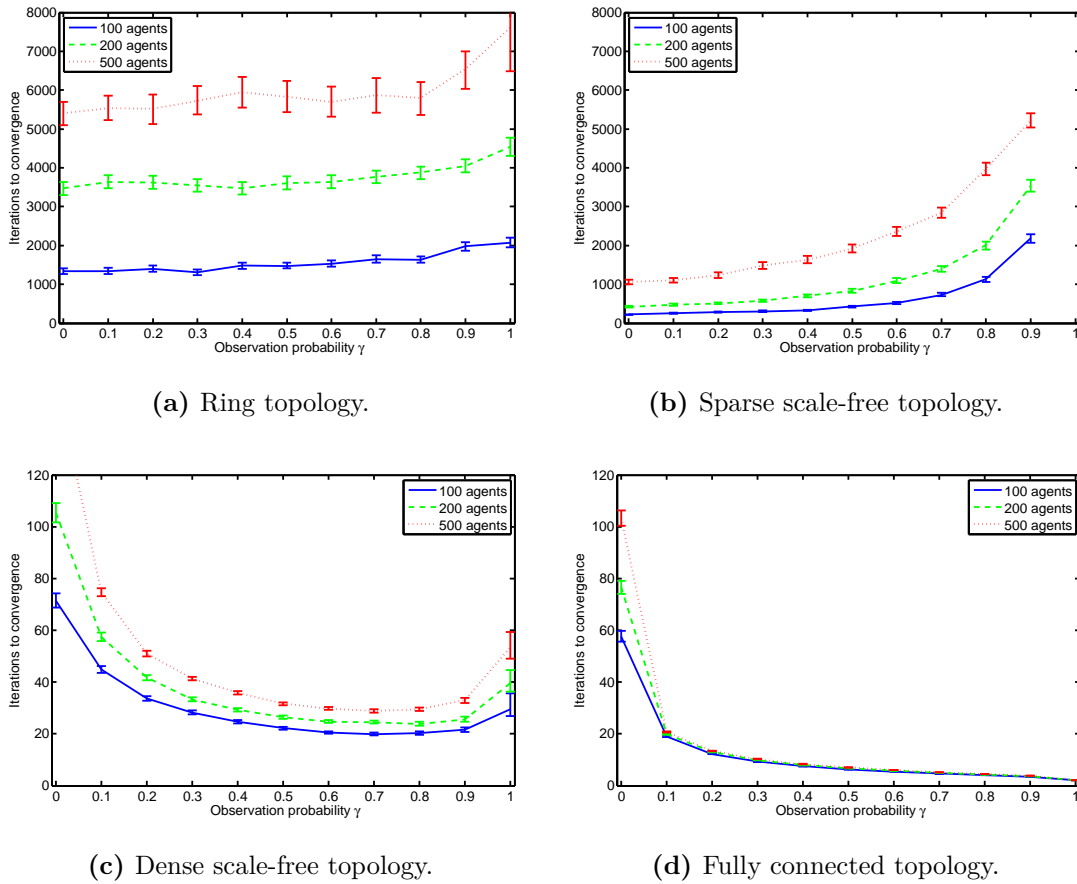 8000
7000
6000
5000
4000
3000
2000
1000
0
Iterations to convergence
100 agents
200 agents
500 agents
0 0.1 0.2 0.3 0.4 0.5 0.6 0.7 0.8 0.9 1
Observation probability γ
(a) Ring topology.
8000
7000
6000
5000
4000
3000
2000
1000
0
Iterations to convergence
100 agents
200 agents
500 agents
0 0.1 0.2 0.3 0.4 0.5 0.6 0.7 0.8 0.9 1
Observation probability γ
(b) Sparse scale-free topology.
120
100
80
60
40
20
0
Iterations to convergence
100 agents
200 agents
500 agents
0 0.1 0.2 0.3 0.4 0.5 0.6 0.7 0.8 0.9 1
Observation probability γ
(c) Dense scale-free topology.
120
100
80
60
40
20
0
Iterations to convergence
100 agents
200 agents
500 agents
0 0.1 0.2 0.3 0.4 0.5 0.6 0.7 0.8 0.9 1
Observation probability γ
(d) Fully connected topology.